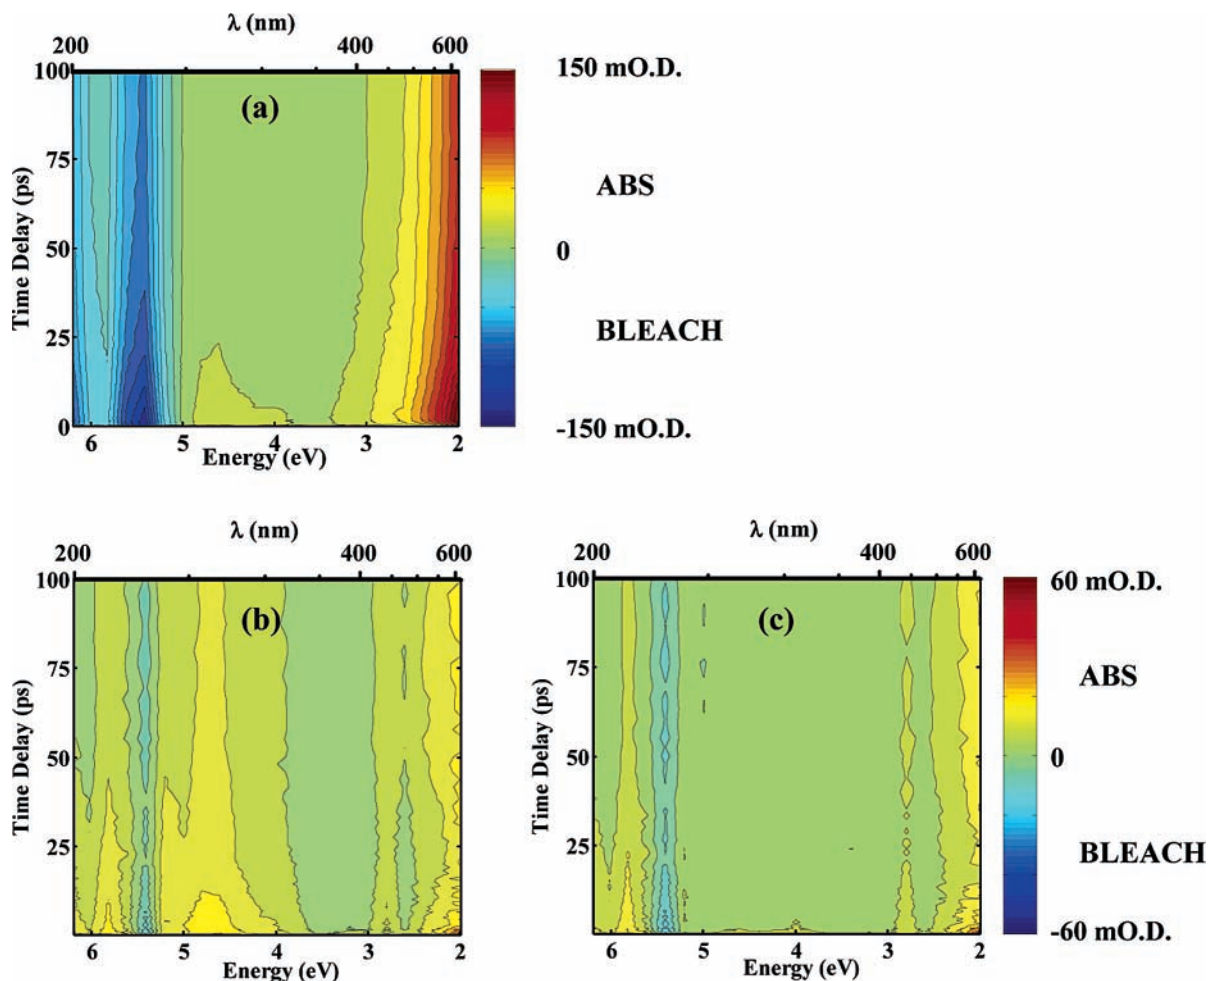 λ (nm)
200 400 600
100
75
50
25
0
Time Delay (ps)
(a)
6 5 4 3 2
Energy (eV)
150 mO.D.
ABS
0
BLEACH
-150 mO.D.
λ (nm)
200 400 600
100
75
50
25
Time Delay (ps)
(b)
6 5 4 3 2
Energy (eV)
λ (nm)
200 400 600
100
75
50
25
Time Delay (ps)
(c)
6 5 4 3 2
Energy (eV)
60 mO.D.
ABS
0
BLEACH
-60 mO.D.